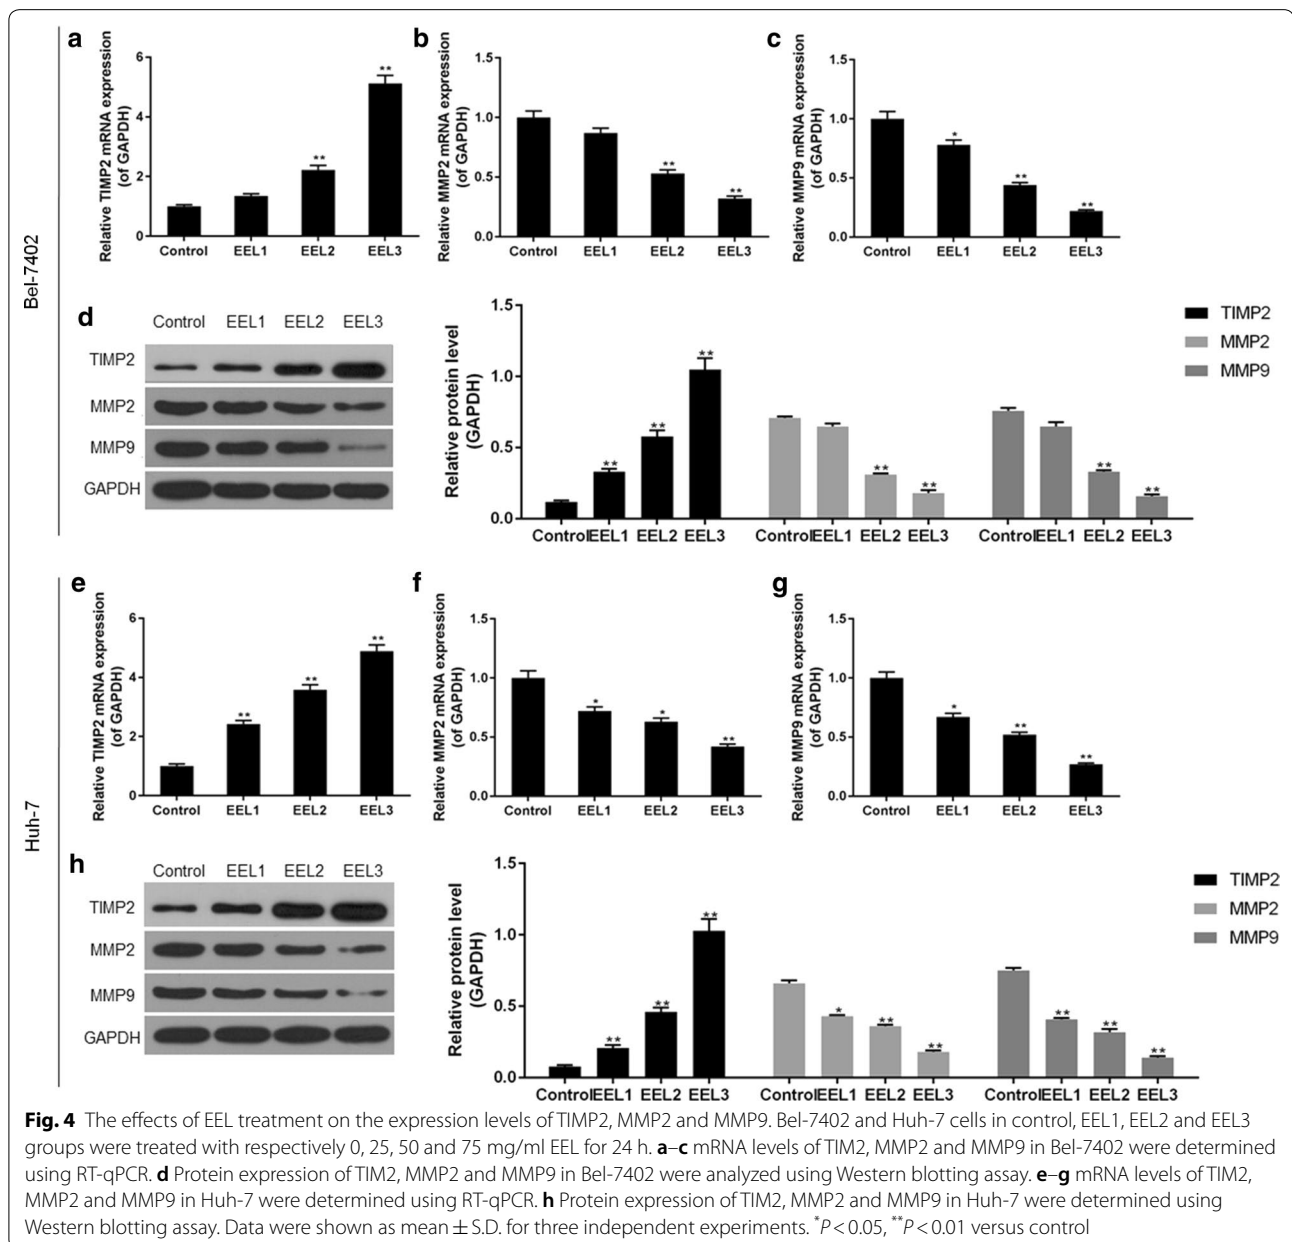 Bel-7402
a
Relative TIMP2 mRNA expression
(of GAPDH)
6
4
2
0
**
**
Control EEL1 EEL2 EEL3
b
Relative MMP2 mRNA expression
(of GAPDH)
1.5
1.0
0.5
0.0
**
**
Control EEL1 EEL2 EEL3
c
Relative MMP9 mRNA expression
(of GAPDH)
1.5
1.0
0.5
0.0
*
**
**
Control EEL1 EEL2 EEL3
d
Control EEL1 EEL2 EEL3
TIMP2
MMP2
MMP9
GAPDH
Relative protein level
(GAPDH)
1.5
1.0
0.5
0.0
**
**
**
**
**
**
**
Control EEL1 EEL2 EEL3 Control EEL1 EEL2 EEL3 Control EEL1 EEL2 EEL3
TIMP2
MMP2
MMP9
Huh-7
e
Relative TIMP2 mRNA expression
(of GAPDH)
6
4
2
0
**
**
**
Control EEL1 EEL2 EEL3
f
Relative MMP2 mRNA expression
(of GAPDH)
1.5
1.0
0.5
0.0
*
*
**
Control EEL1 EEL2 EEL3
g
Relative MMP9 mRNA expression
(of GAPDH)
1.5
1.0
0.5
0.0
*
**
**
Control EEL1 EEL2 EEL3
h
Control EEL1 EEL2 EEL3
TIMP2
MMP2
MMP9
GAPDH
Relative protein level
(GAPDH)
1.5
1.0
0.5
0.0
**
**
**
*
**
**
**
**
**
Control EEL1 EEL2 EEL3 Control EEL1 EEL2 EEL3 Control EEL1 EEL2 EEL3
TIMP2
MMP2
MMP9
Fig. 4 The effects of EEL treatment on the expression levels of TIMP2, MMP2 and MMP9. Bel-7402 and Huh-7 cells in control, EEL1, EEL2 and EEL3
groups were treated with respectively 0, 25, 50 and 75 mg/ml EEL for 24 h. a–c mRNA levels of TIM2, MMP2 and MMP9 in Bel-7402 were determined
using RT-qPCR. d Protein expression of TIM2, MMP2 and MMP9 in Bel-7402 were analyzed using Western blotting assay. e–g mRNA levels of TIM2,
MMP2 and MMP9 in Huh-7 were determined using RT-qPCR. h Protein expression of TIM2, MMP2 and MMP9 in Huh-7 were determined using
Western blotting assay. Data were shown as mean ± S.D. for three independent experiments. *P < 0.05, **P < 0.01 versus control